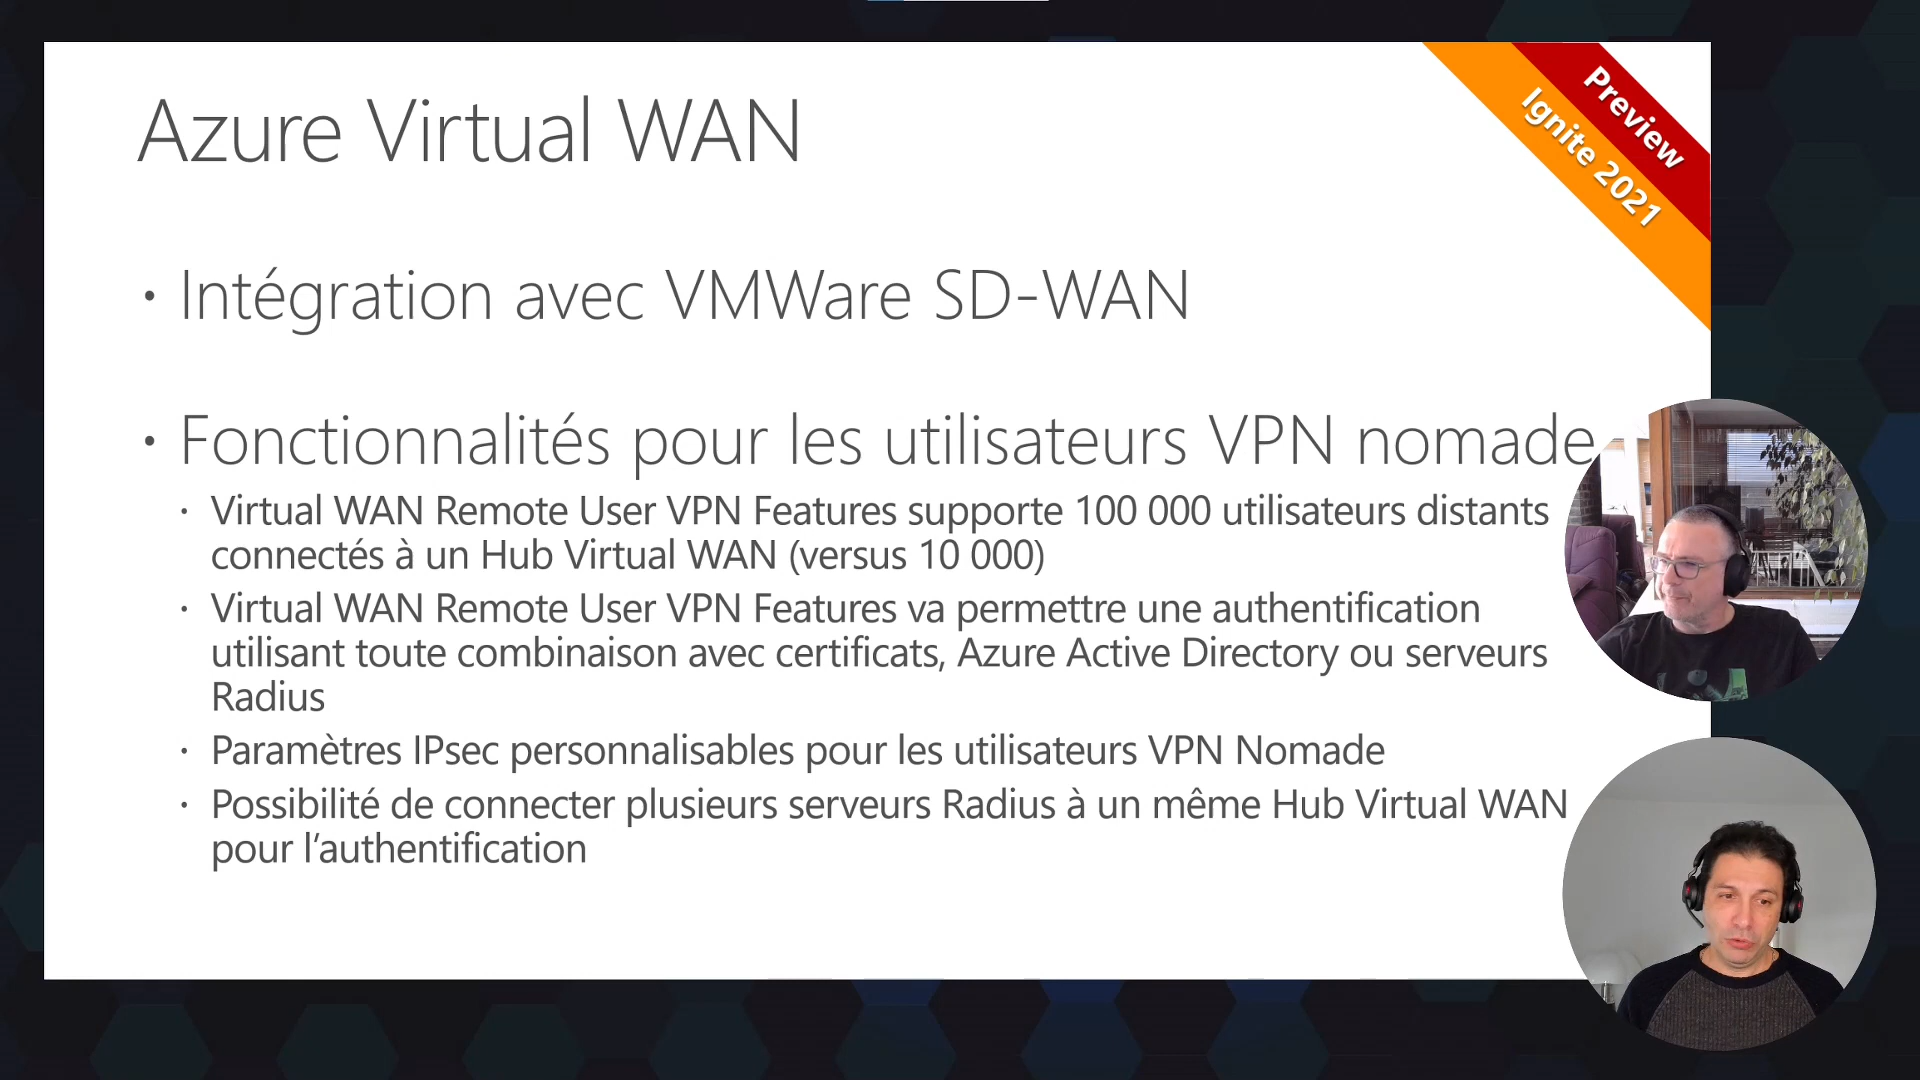 Azure Virtual WAN
Preview
Ignite 2021
• Intégration avec VMWare SD-WAN
• Fonctionnalités pour les utilisateurs VPN nomade
• Virtual WAN Remote User VPN Features supporte 100 000 utilisateurs distants
connectés à un Hub Virtual WAN (versus 10 000)
• Virtual WAN Remote User VPN Features va permettre une authentification
utilisant toute combinaison avec certificats, Azure Active Directory ou serveurs
Radius
• Paramètres IPsec personnalisables pour les utilisateurs VPN Nomade
• Possibilité de connecter plusieurs serveurs Radius à un même Hub Virtual WAN
pour l’authentification